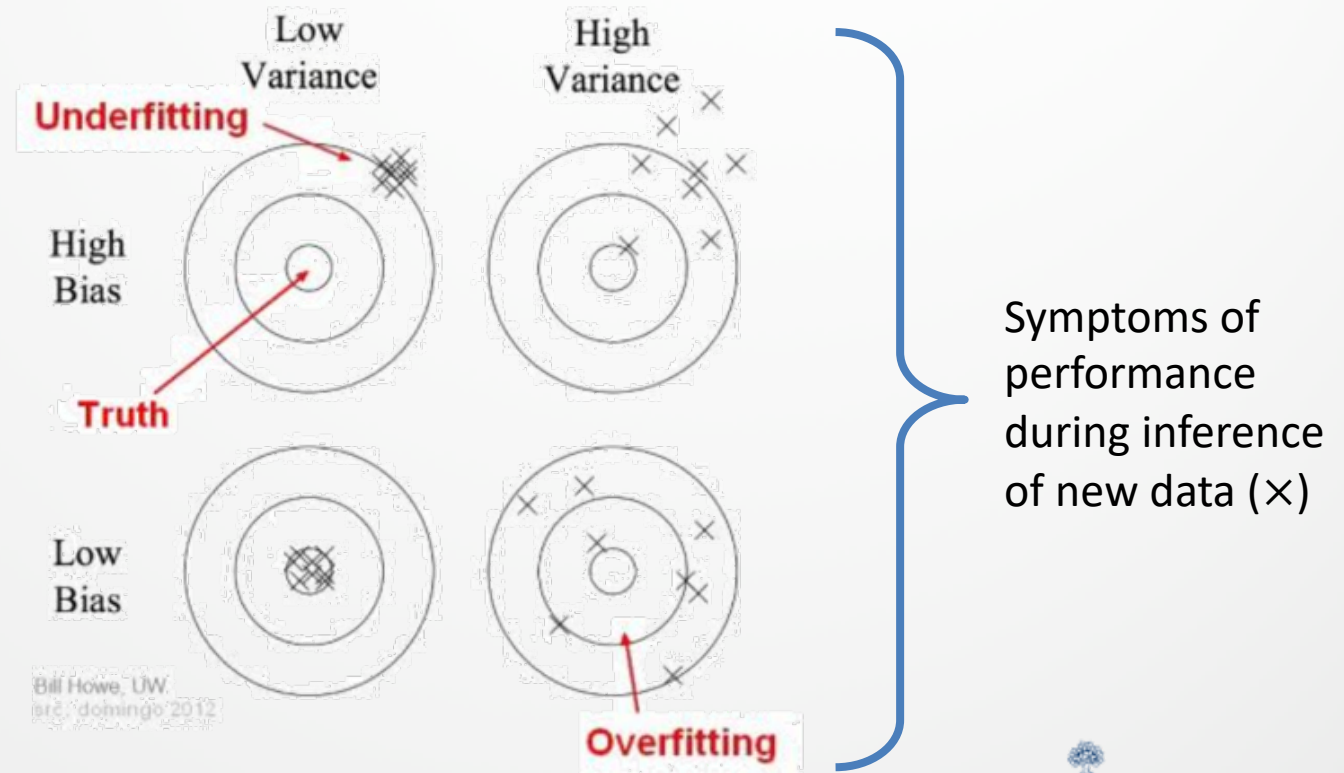 Low
Variance
High
Variance
Underfitting
High
Bias
Truth
Low
Bias
Bill Howe, UW.
src, domingo 2012
Overfitting
Symptoms of
performance
during inference
of new data (×)